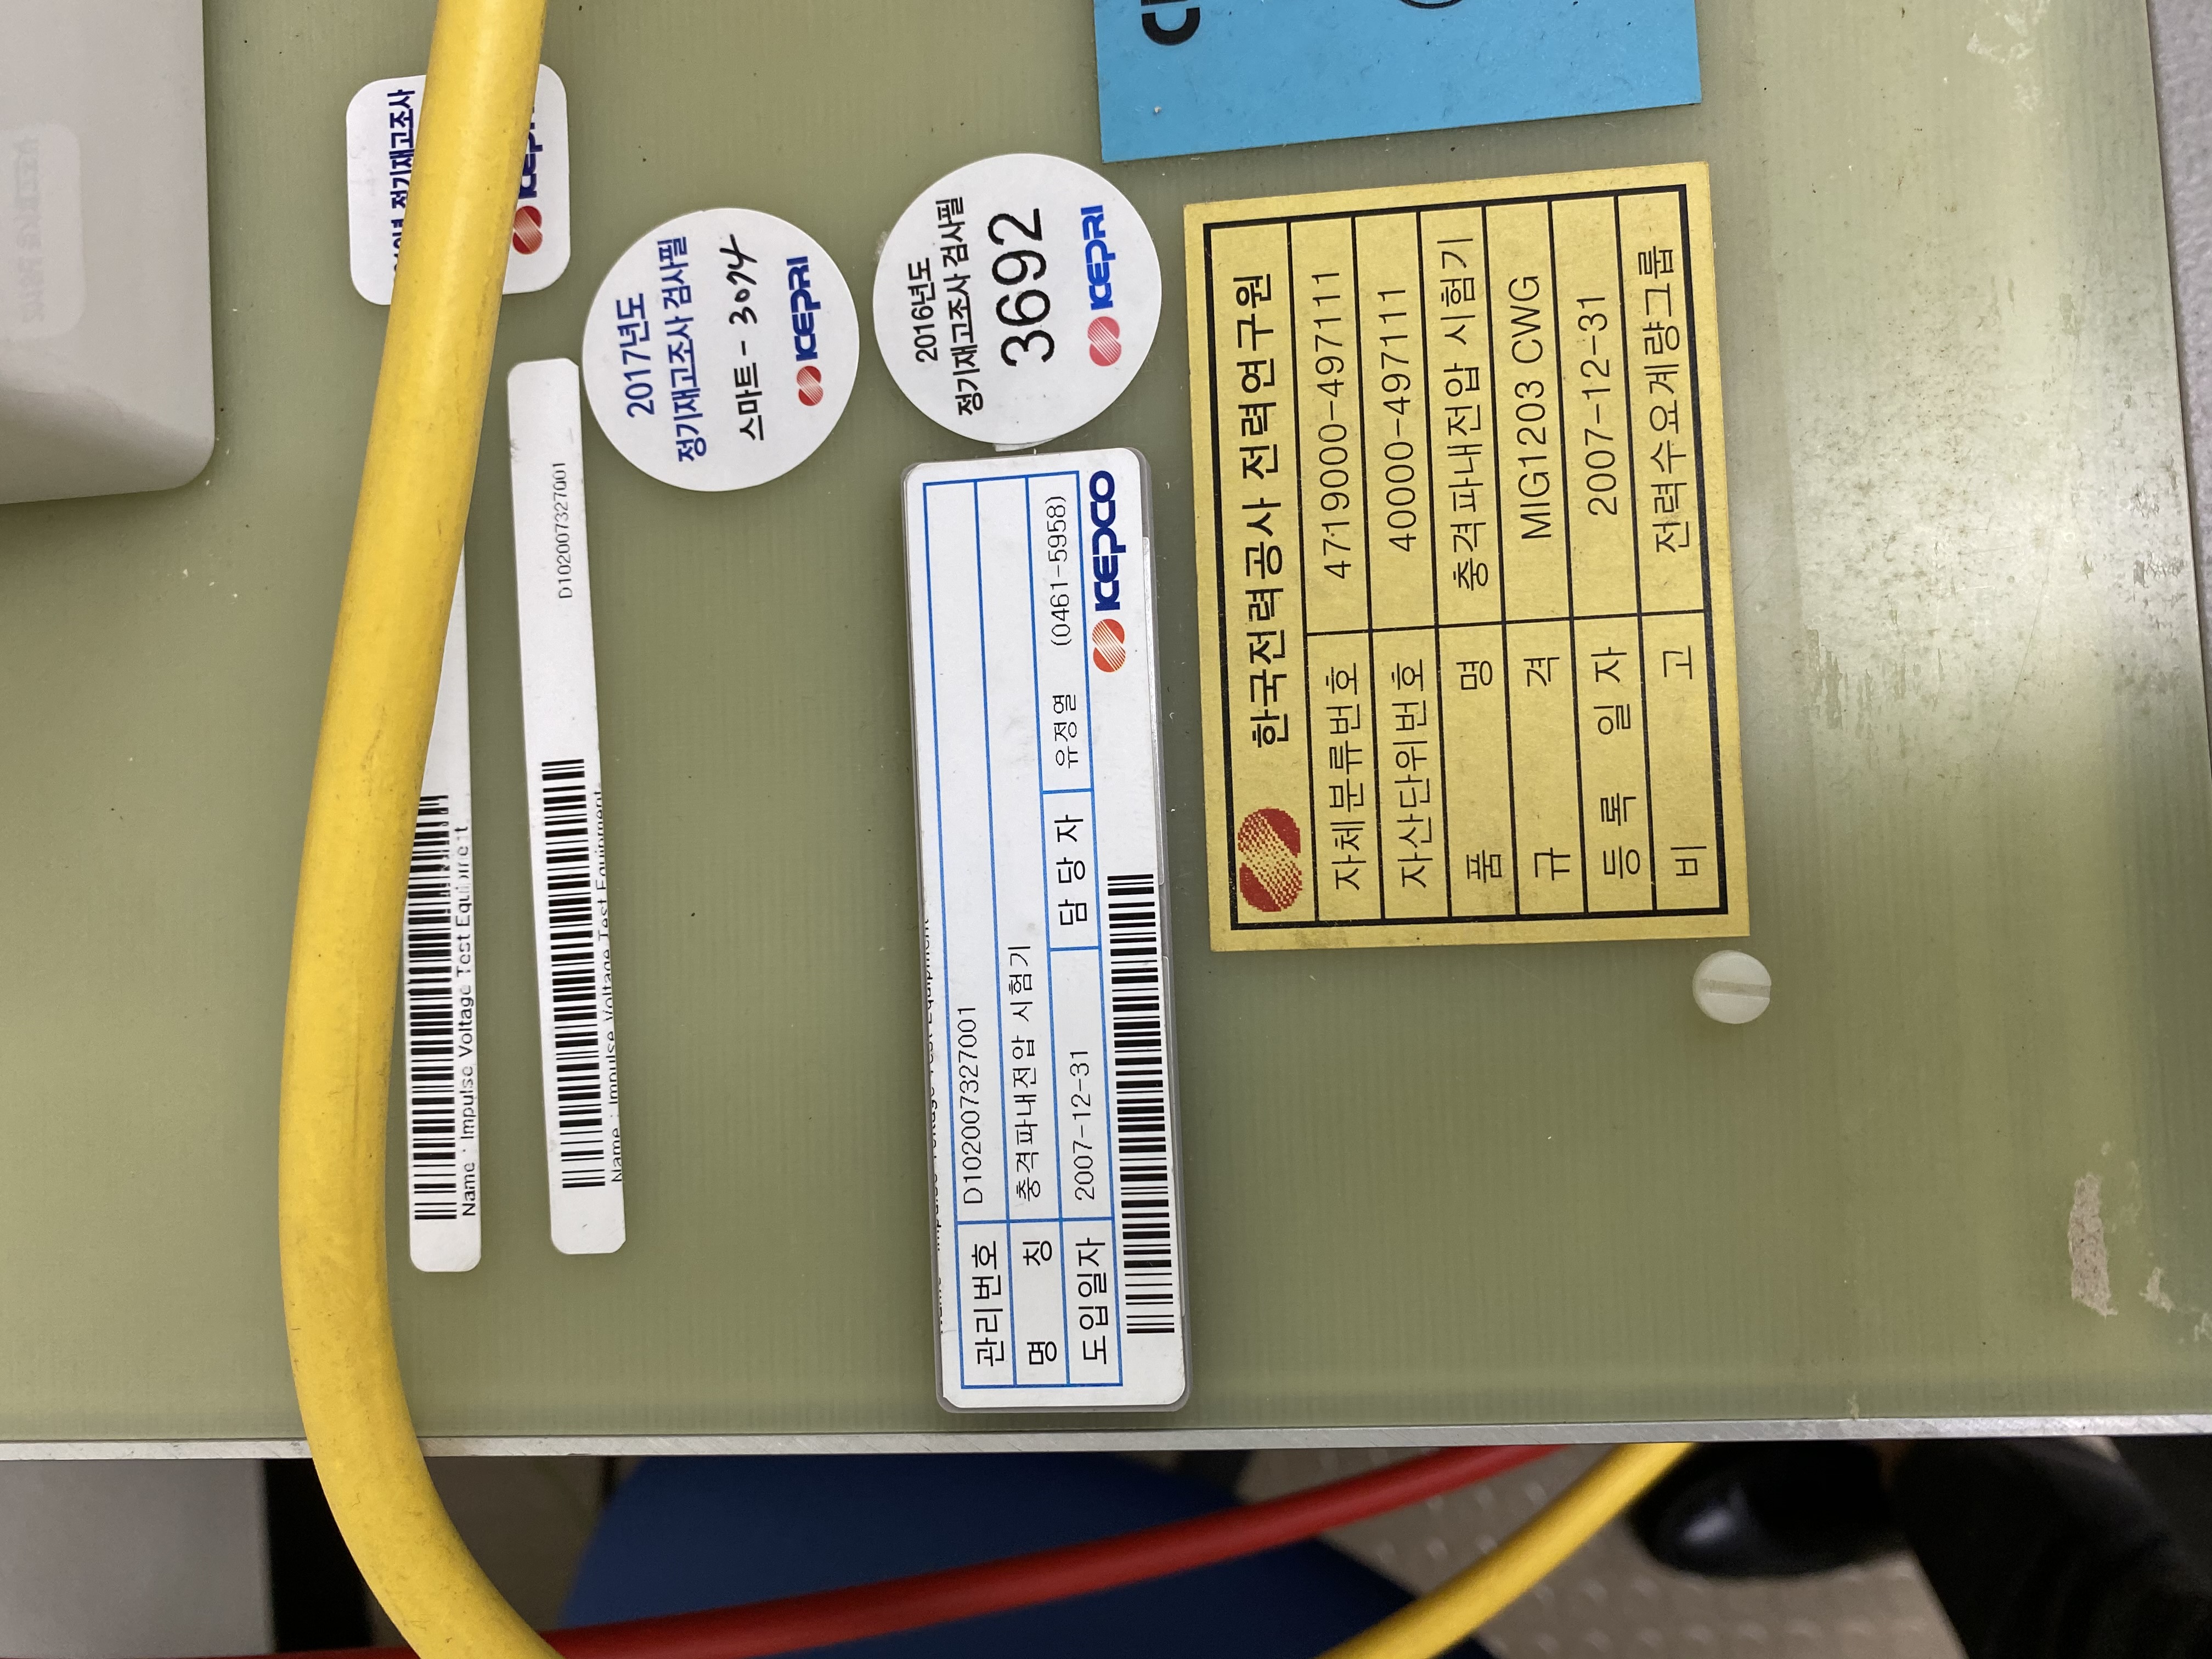 정기재고조사
KEPRI
Name : Impulse Voltage Test Equipment
D102007327001
Name : Impulse Voltage Test Equipment
2017년도
정기재고조사 검사필
스마트 - 3074
KEPRI
Name : Impulse Voltage Test Equipment
관리번호 D102007327001
명 칭 충격파내전압 시험기
도입일자 2007-12-31 담 당 자 유정열 (0461-5958)
KEPCO
2016년도
정기재고조사 검사필
3692
KEPRI
한국전력공사 전력연구원
자체분류번호 4719000-497111
자산단위번호 40000-497111
품 명 충격파내전압 시험기
규 격 MIG1203 CWG
등 록 일 자 2007-12-31
비 고 전력수요계량그룹